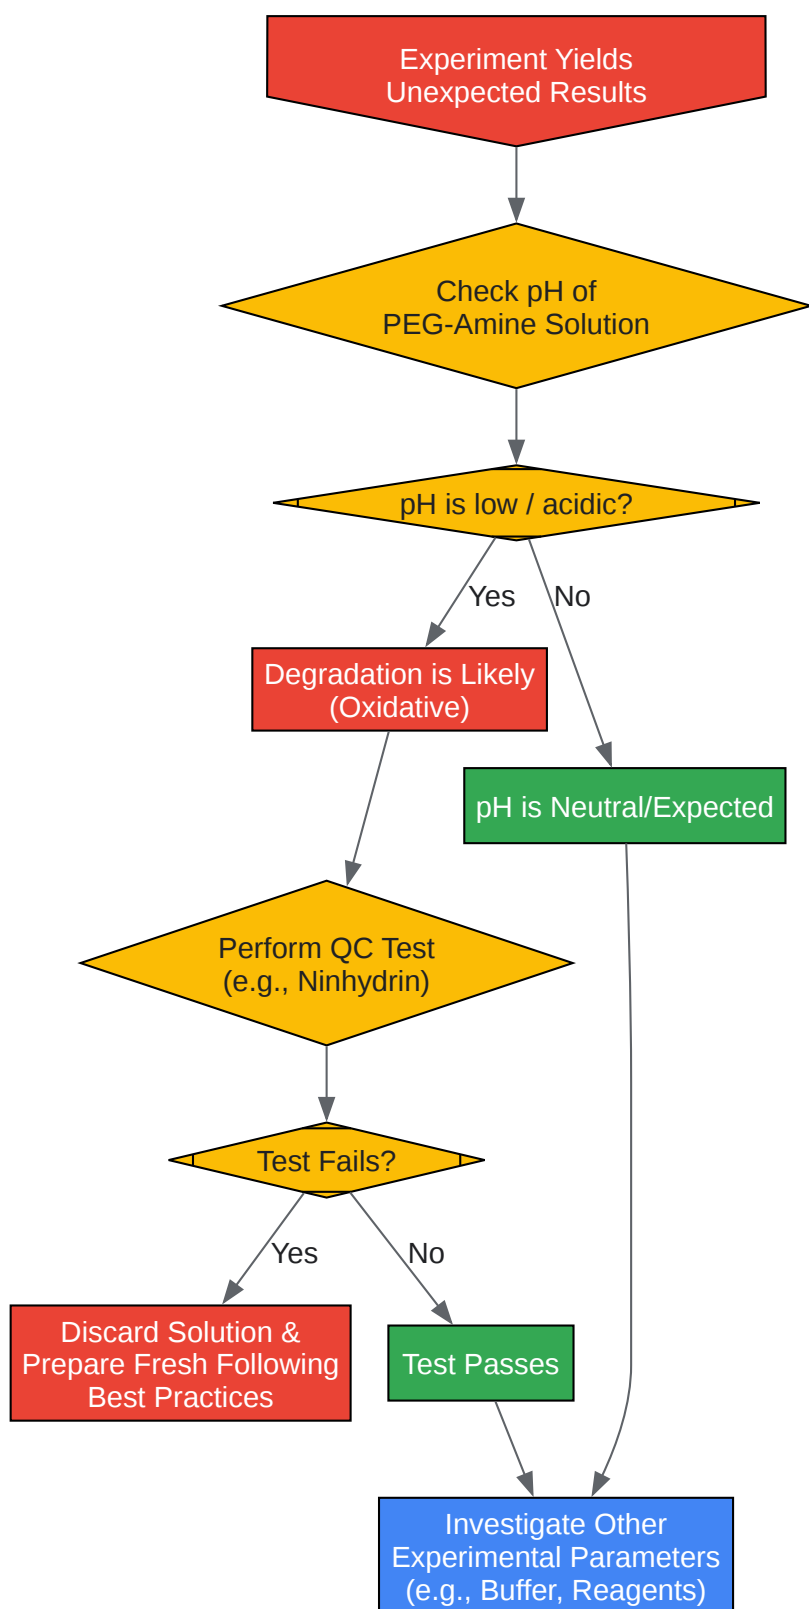 Experiment Yields
Unexpected Results
Check pH of
PEG-Amine Solution
pH is low / acidic?
Yes
No
Degradation is Likely
(Oxidative)
pH is Neutral/Expected
Perform QC Test
(e.g., Ninhydrin)
Test Fails?
Yes
No
Discard Solution &
Prepare Fresh Following
Best Practices
Test Passes
Investigate Other
Experimental Parameters
(e.g., Buffer, Reagents)